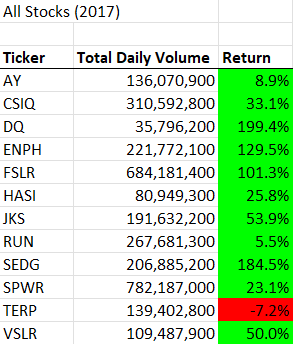 All Stocks (2017)
Ticker Total Daily Volume Return
AY 136,070,900 8.9%
CSIQ 310,592,800 33.1%
DQ 35,796,200 199.4%
ENPH 221,772,100 129.5%
FSLR 684,181,400 101.3%
HASI 80,949,300 25.8%
JKS 191,632,200 53.9%
RUN 267,681,300 5.5%
SEDG 206,885,200 184.5%
SPWR 782,187,000 23.1%
TERP 139,402,800 -7.2%
VSLR 109,487,900 50.0%